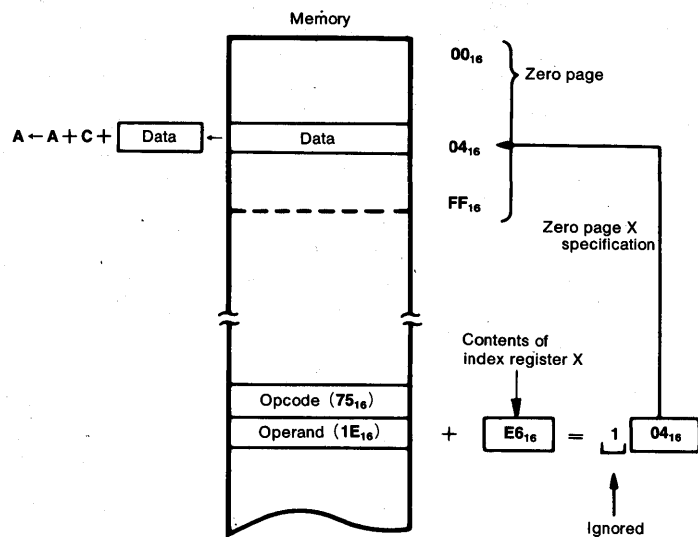 Memory
00₁₆
Zero page
A ← A + C + Data ← Data
04₁₆
FF₁₆
Zero page X
specification
Contents of
index register X
Opcode (75₁₆)
Operand (1E₁₆) + E6₁₆ = 1 04₁₆
Ignored